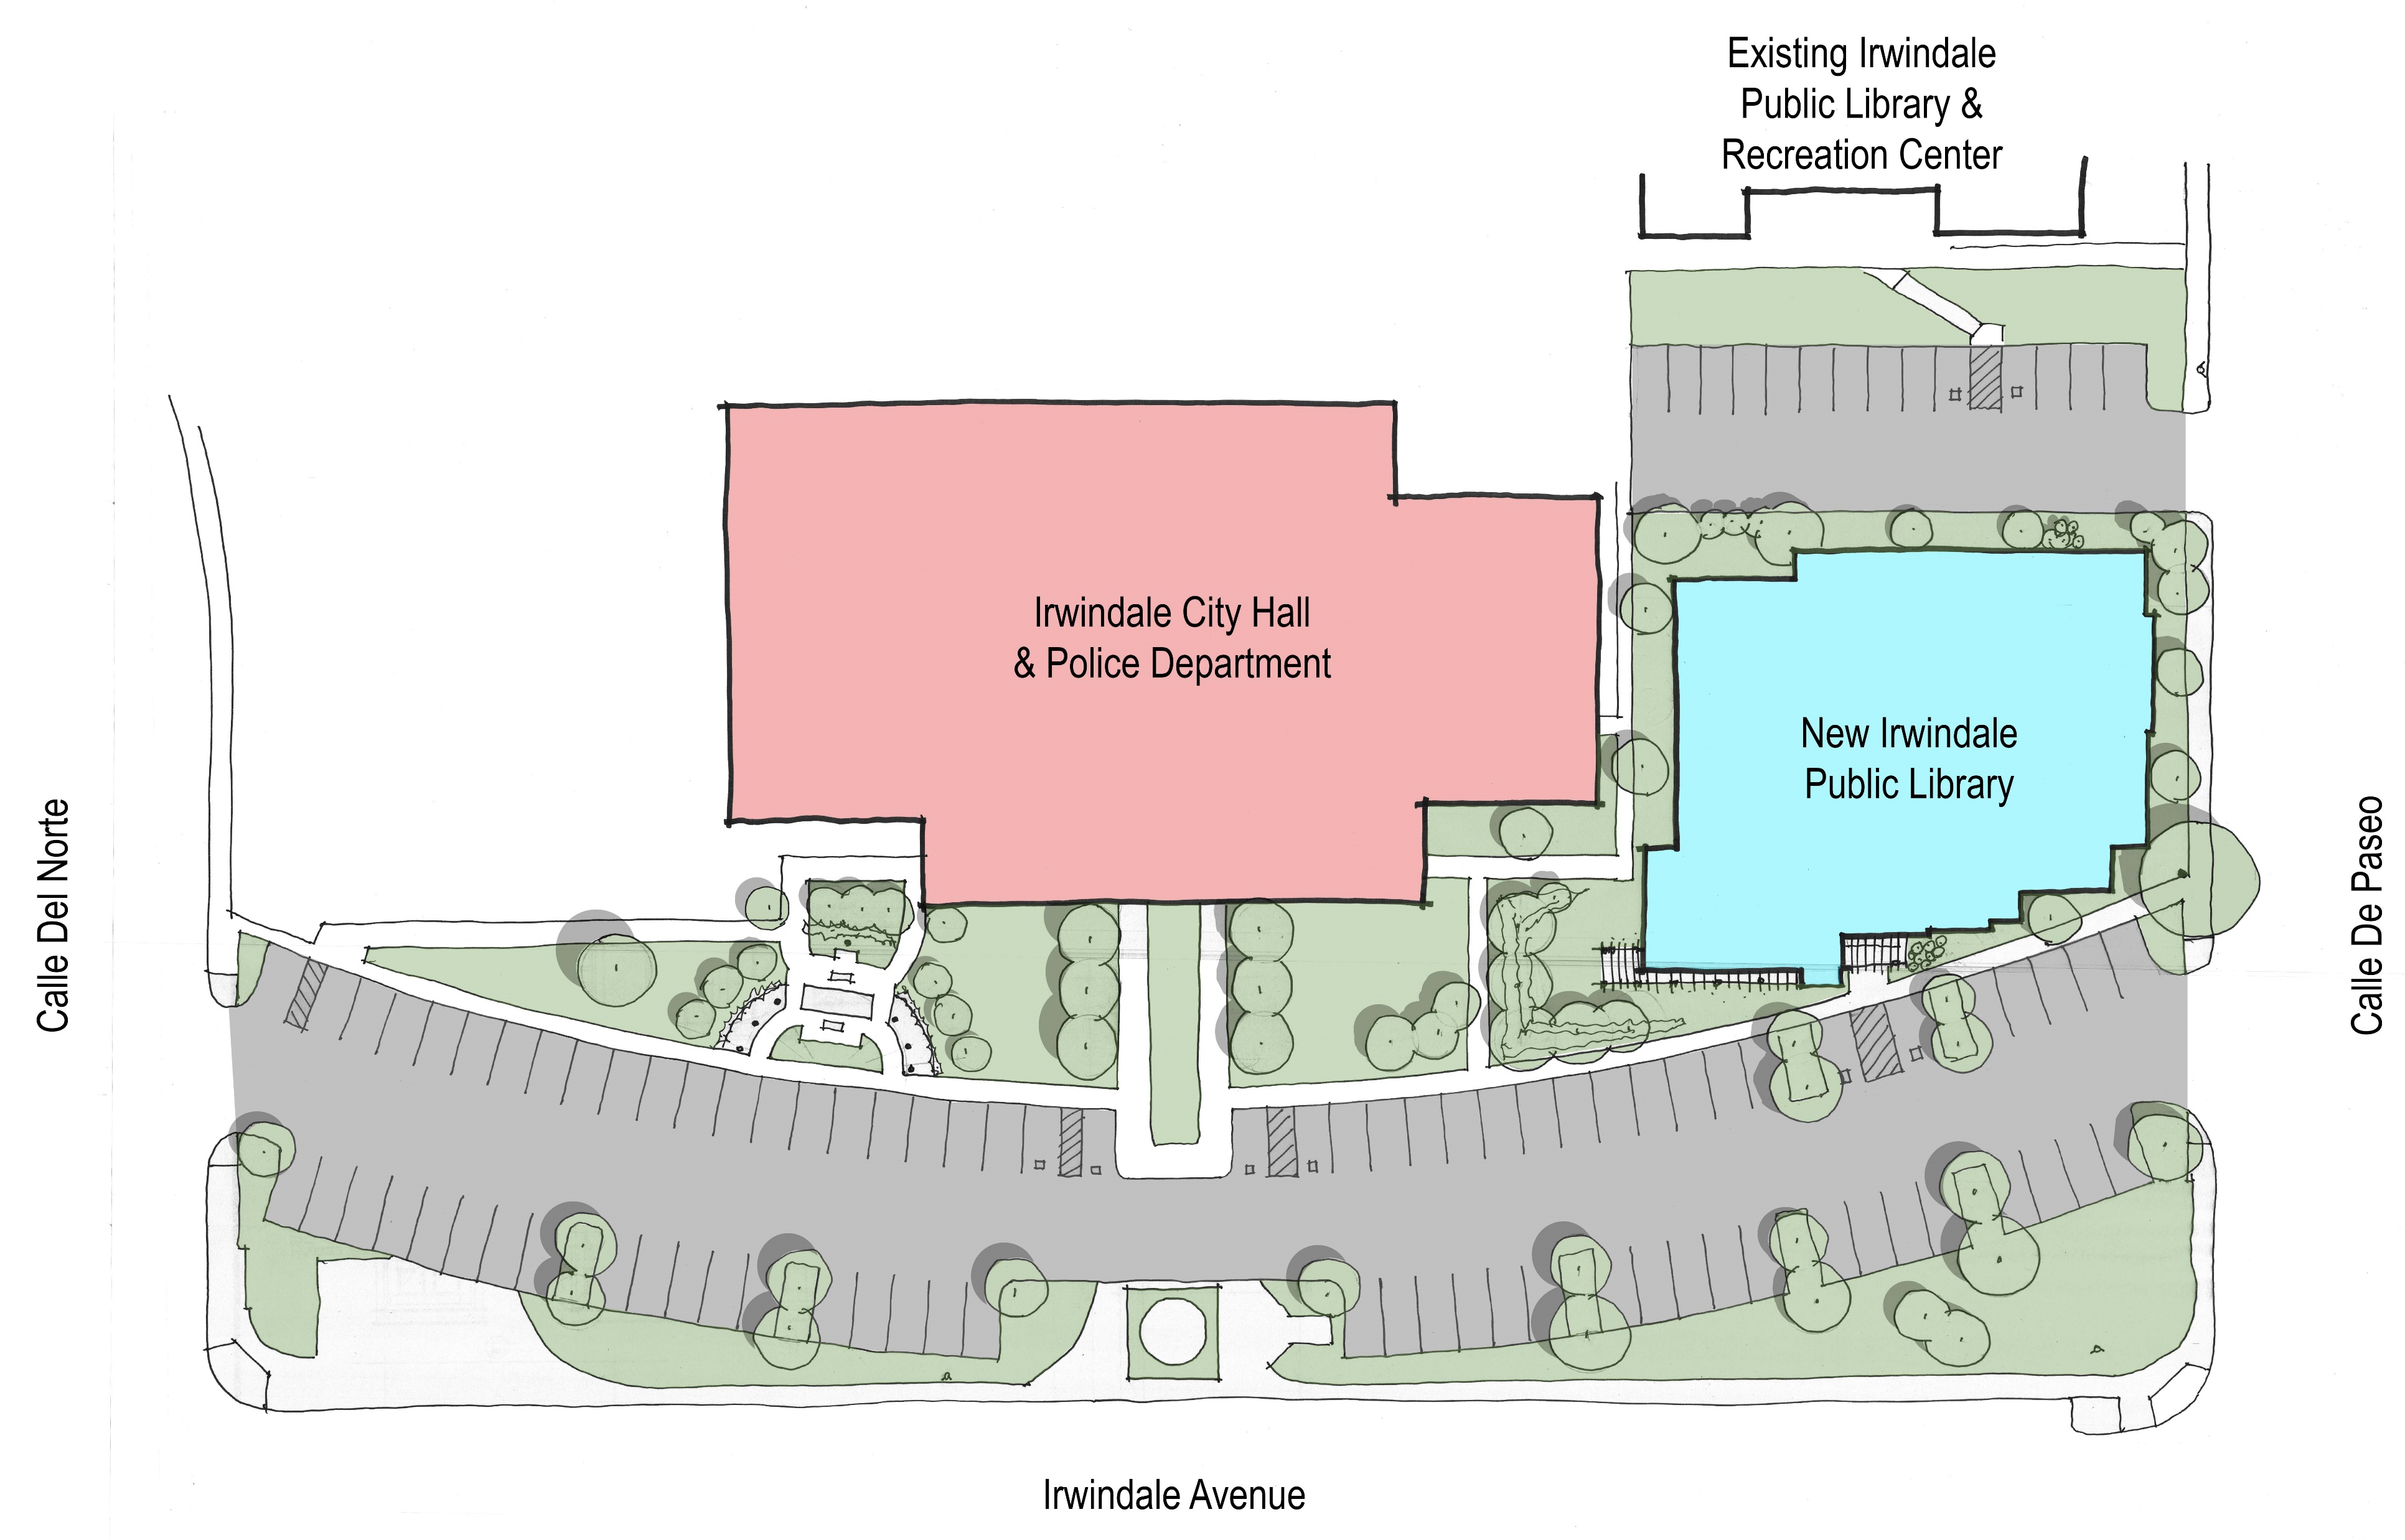 Existing Irwindale
Public Library &
Recreation Center
Irwindale City Hall
& Police Department
New Irwindale
Public Library
Calle Del Norte
Calle De Paseo
Irwindale Avenue